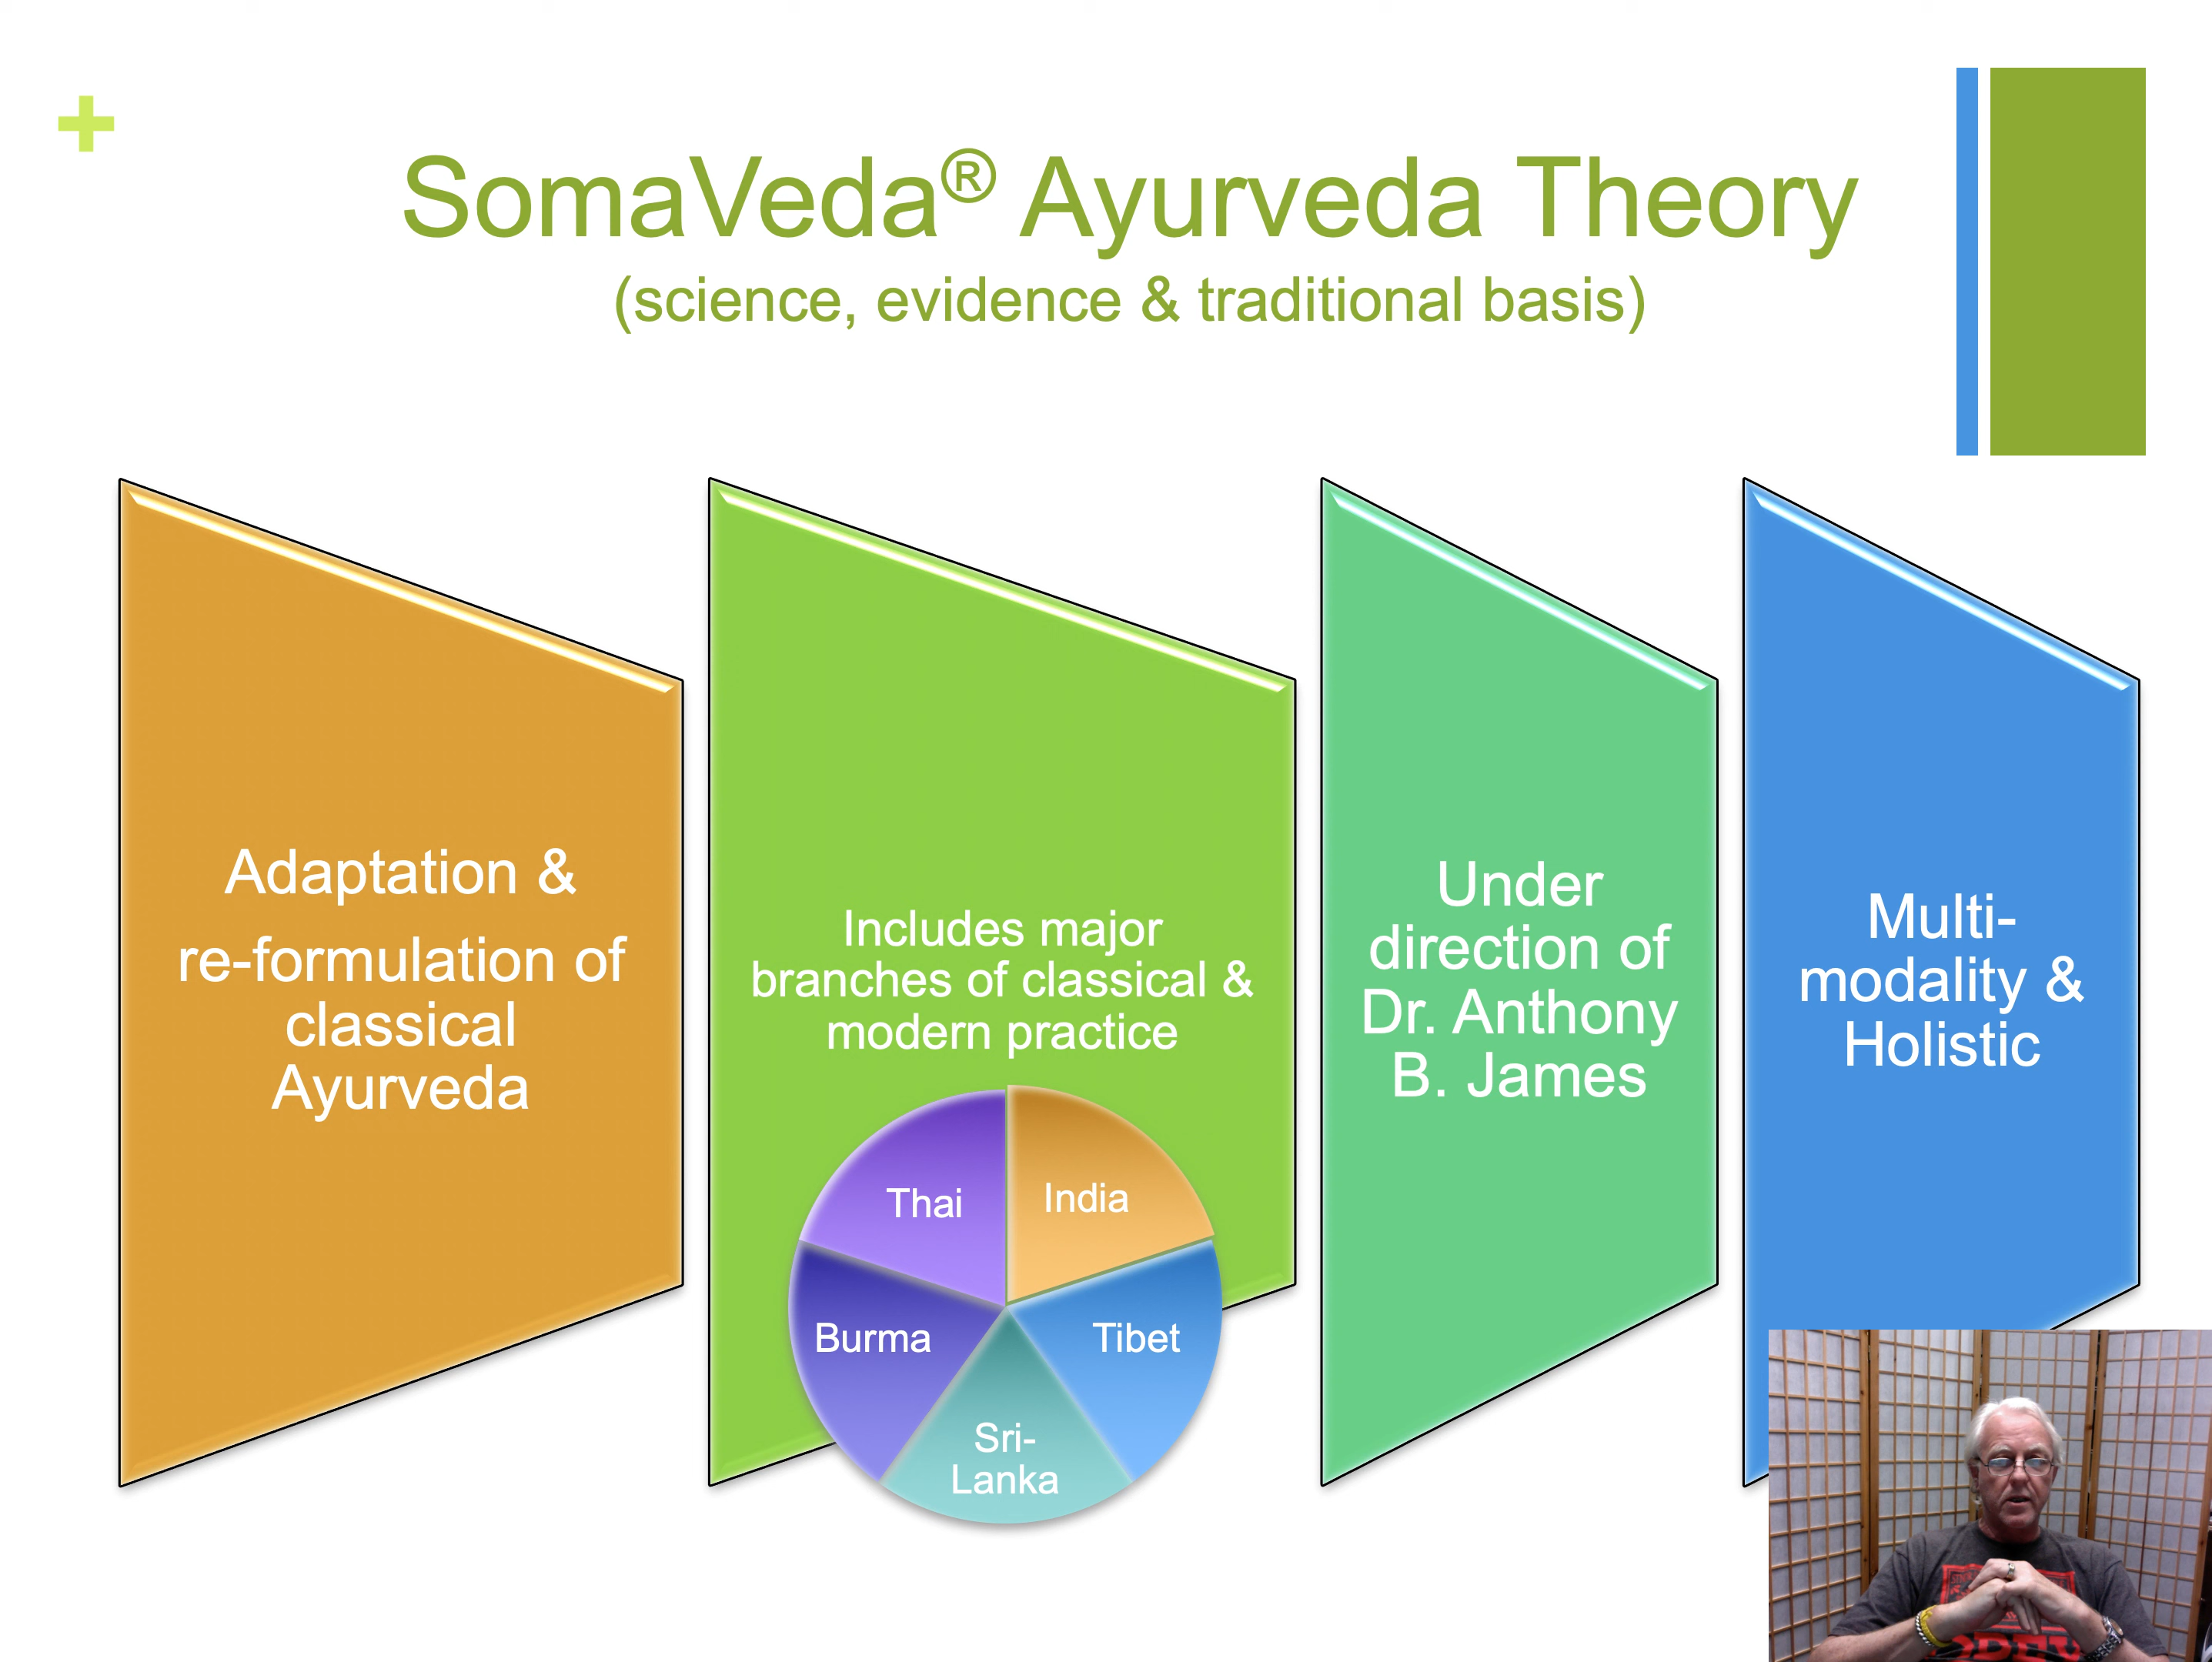 SomaVeda® Ayurveda Theory
(science, evidence & traditional basis)
Adaptation &
re-formulation of
classical
Ayurveda
Includes major
branches of classical &
modern practice
Thai
India
Burma
Tibet
Sri-
Lanka
Under
direction of
Dr. Anthony
B. James
Multi-
modality &
Holistic